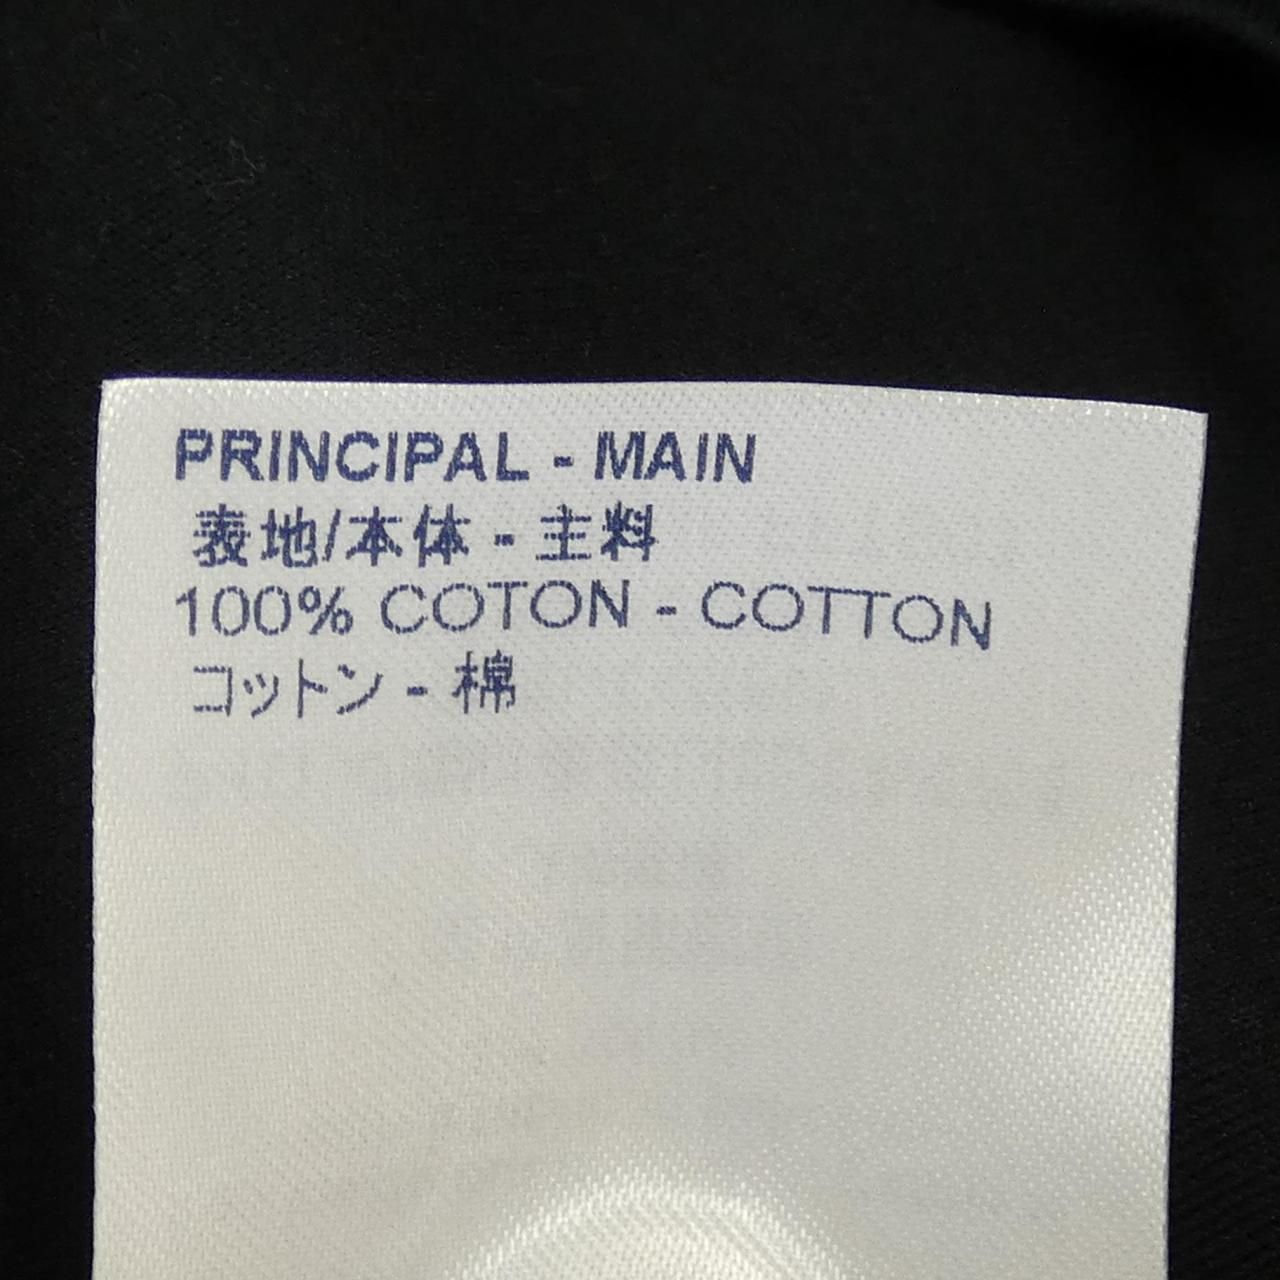 PRINCIPAL - MAIN
表地/本体 - 主料
100% COTON - COTTON
コットン - 棉